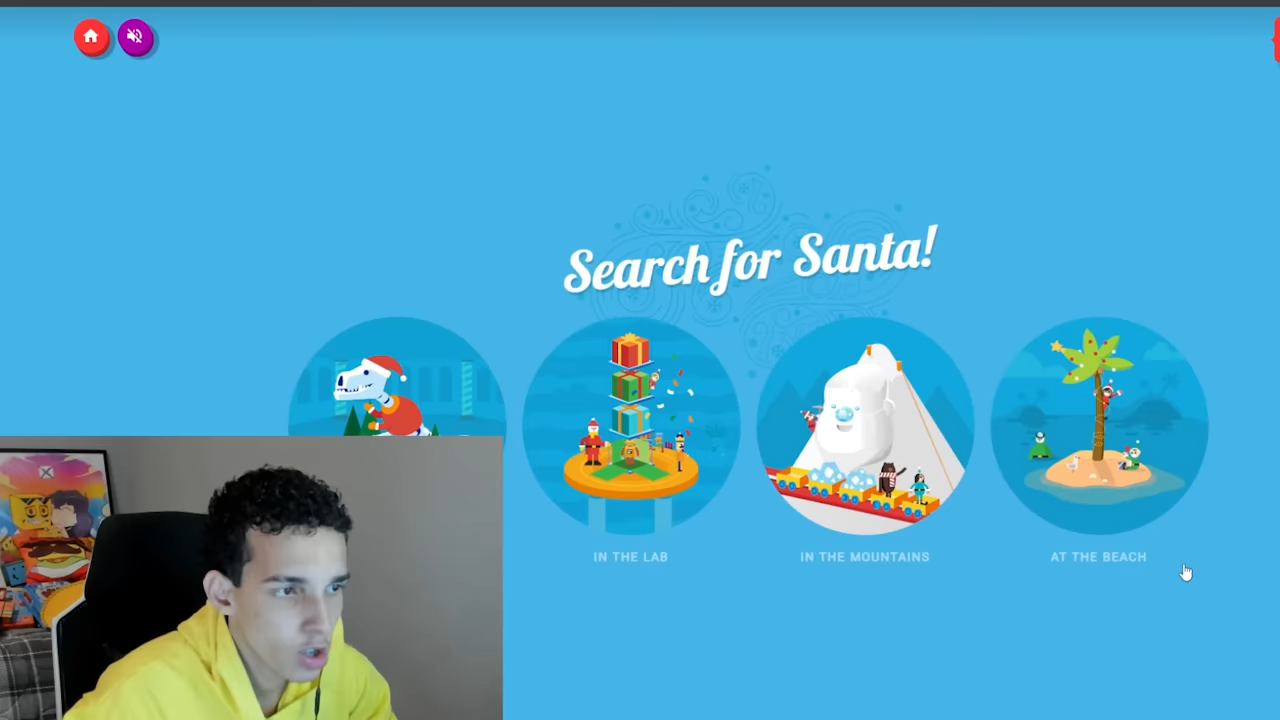 Search for Santa!
IN THE LAB
IN THE MOUNTAINS
AT THE BEACH